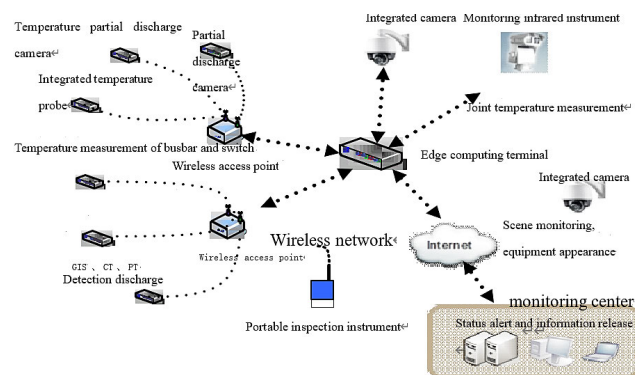 Temperature partial discharge
camera
Partial
discharge
camera
Integrated temperature
probe
Integrated camera
Monitoring infrared instrument
Joint temperature measurement
Temperature measurement of busbar and switch
Wireless access point
Edge computing terminal
Integrated camera
Scene monitoring,
equipment appearance
Internet
Wireless access point
Wireless network
GIS 、 CT 、 PT
Detection discharge
Portable inspection instrument
monitoring center
Status alert and information release